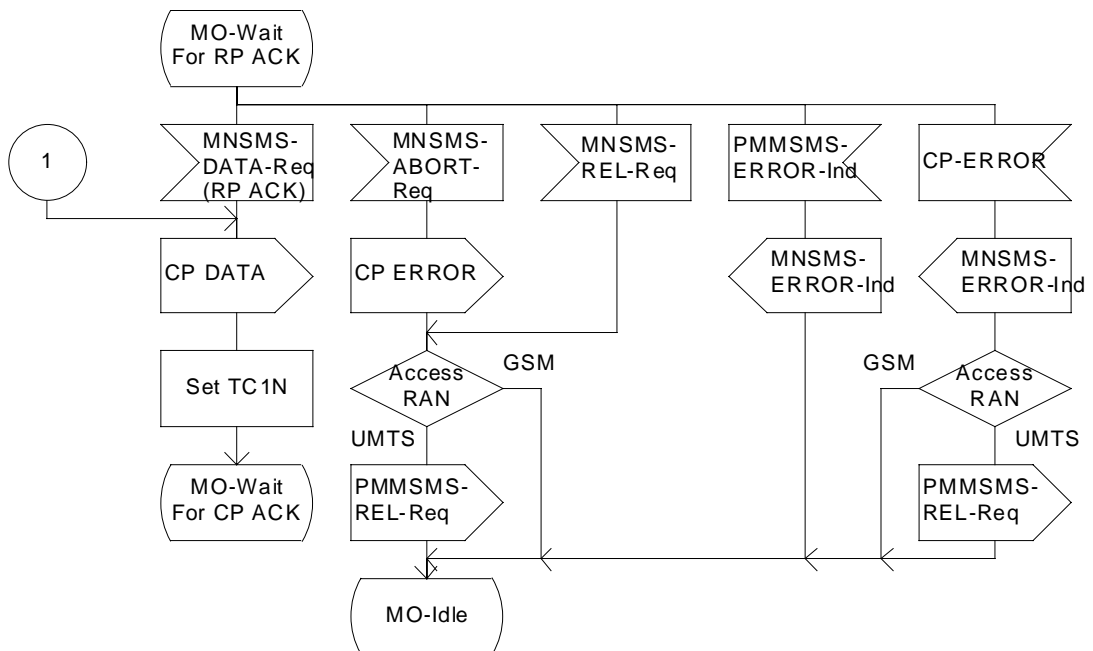 MO-Wait
For RP ACK
1
MNSMS-
DATA-Req
(RP ACK)
MNSMS-
ABORT-
Req
MNSMS-
REL-Req
PMMSMS-
ERROR-Ind
CP-ERROR
CP DATA
CP ERROR
MNSMS-
ERROR-Ind
MNSMS-
ERROR-Ind
Set TC1N
Access
RAN
GSM
UMTS
GSM
Access
RAN
UMTS
MO-Wait
For CP ACK
PMMSMS-
REL-Req
PMMSMS-
REL-Req
MO-Idle